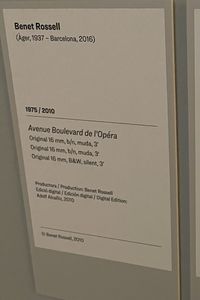 Benet Rossell
(Àger, 1937 – Barcelona, 2016)
1975 / 2010
Avenue Boulevard de l'Opéra
Original 16 mm, b/n, muda, 3'
Original 16 mm, b/n, muda, 3'
Original 16 mm, B&W, silent, 3'
Productora / Production: Benet Rossell
Edició digital / Edición digital / Digital Edition:
Adolf Alcañiz, 2010
© Benet Rossell, 2010